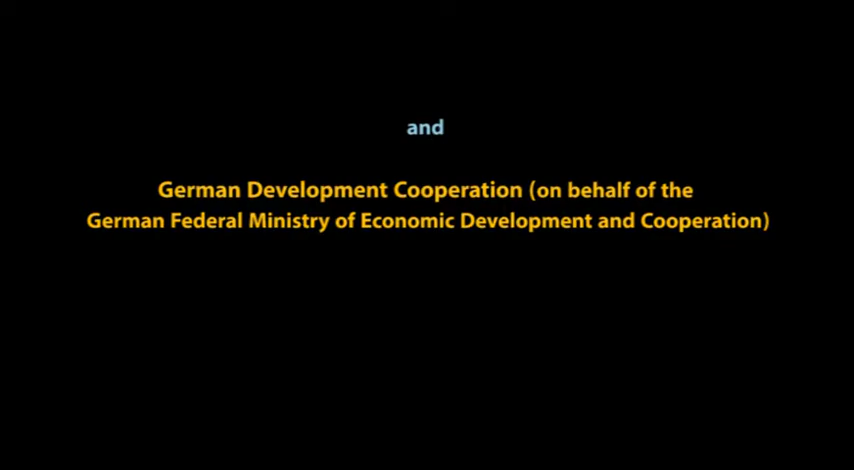 and
German Development Cooperation (on behalf of the
German Federal Ministry of Economic Development and Cooperation)